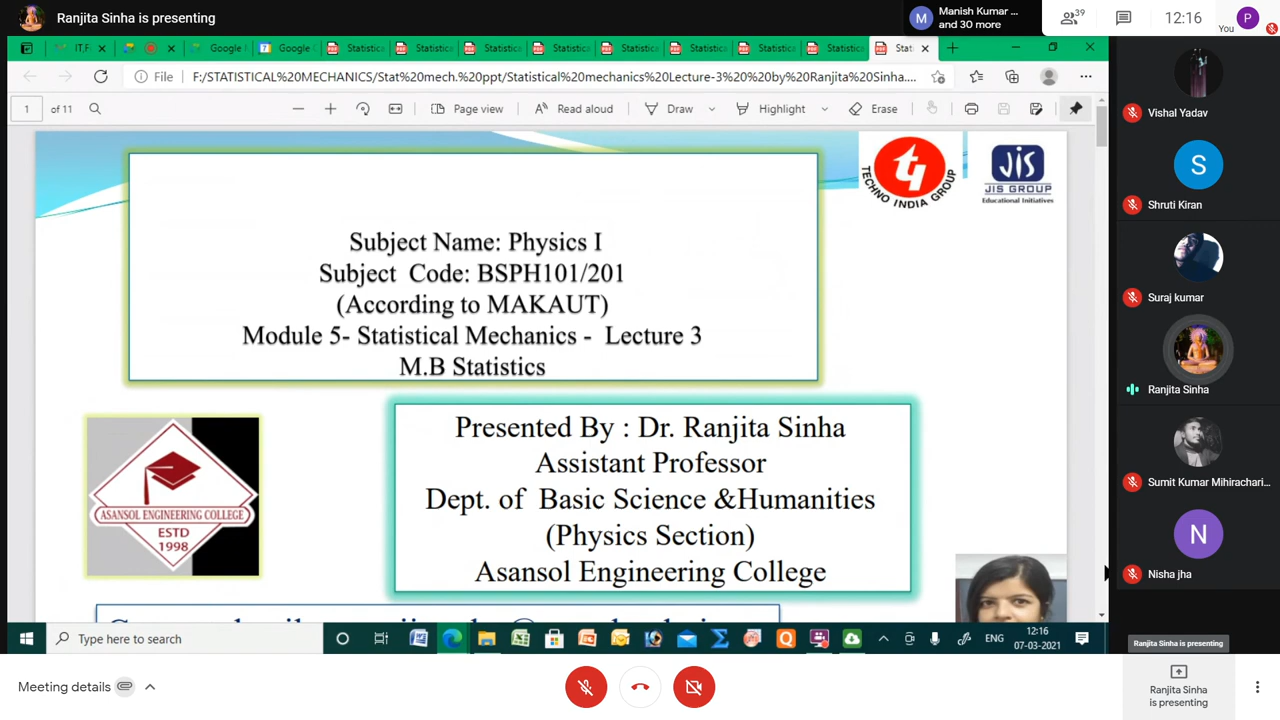 Ranjita Sinha is presenting
M
Manish Kumar ...
and 30 more
39
12:16
You
P
IT,Fi
Google F
Google C
Statistica
Statistica
Statistica
Statistica
Statistica
Statistica
Statistica
Statistica
Stati
File
F:/STATISTICAL%20MECHANICS/Stat%20mech.%20ppt/Statistical%20mechanics%20Lecture-3%20%20by%20Ranjita%20Sinha....
1
of 11
Page view
Read aloud
Draw
Highlight
Erase
TECHNO INDIA GROUP
JIS
JIS GROUP
Educational Initiatives
Subject Name: Physics I
Subject Code: BSPH101/201
(According to MAKAUT)
Module 5- Statistical Mechanics - Lecture 3
M.B Statistics
ASANSOL ENGINEERING COLLEGE
ESTD
1998
Presented By : Dr. Ranjita Sinha
Assistant Professor
Dept. of Basic Science &Humanities
(Physics Section)
Asansol Engineering College
Vishal Yadav
S
Shruti Kiran
Suraj kumar
Ranjita Sinha
Sumit Kumar Mihirachari...
N
Nisha jha
Type here to search
ENG
12:16
07-03-2021
Ranjita Sinha is presenting
Meeting details
Ranjita Sinha
is presenting